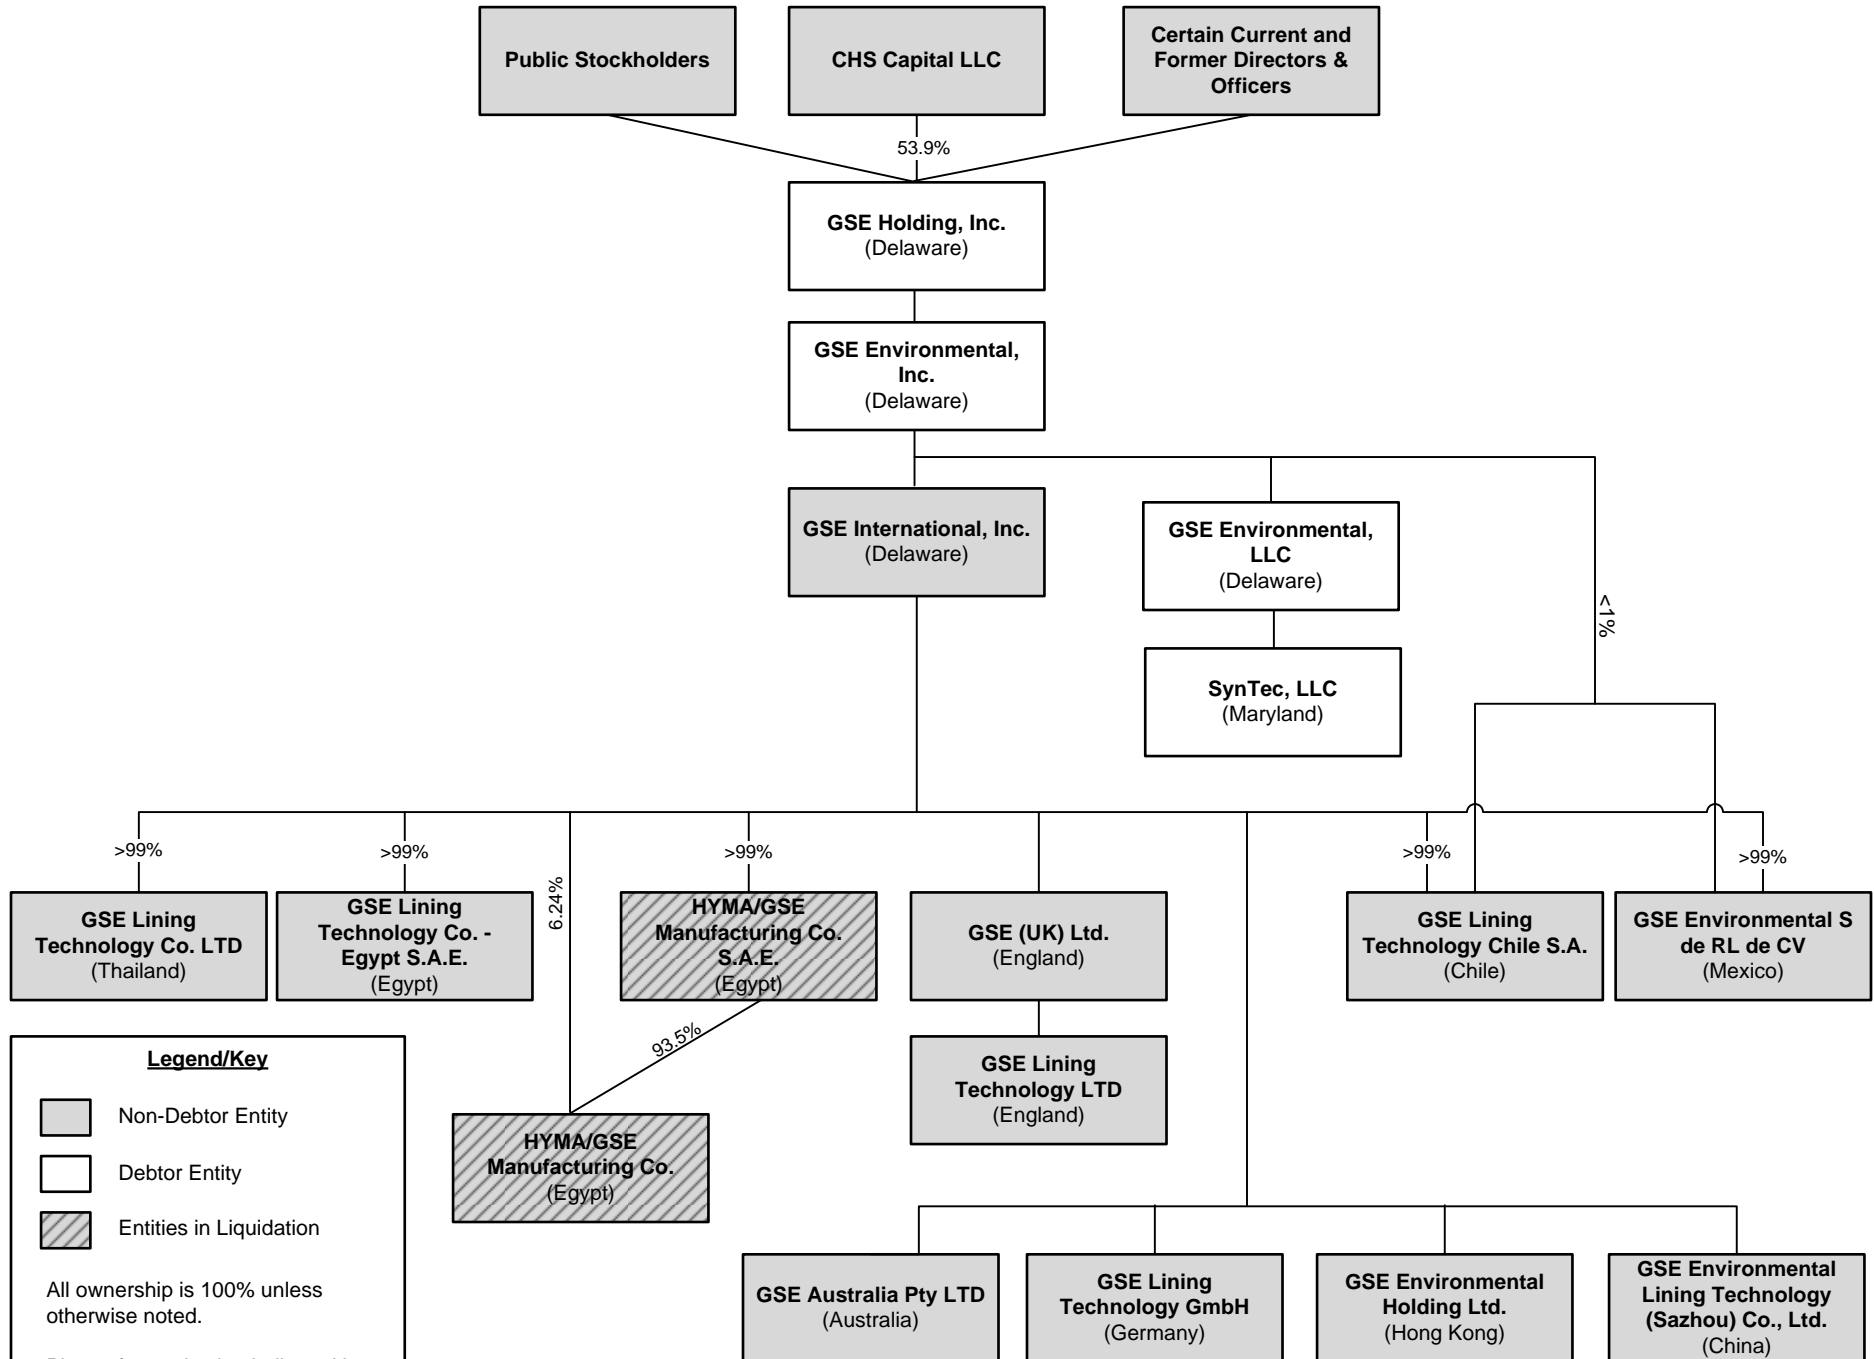 Public Stockholders
CHS Capital LLC
Certain Current and
Former Directors &
Officers
53.9%
GSE Holding, Inc.
(Delaware)
GSE Environmental,
Inc.
(Delaware)
GSE International, Inc.
(Delaware)
GSE Environmental,
LLC
(Delaware)
<1%
SynTec, LLC
(Maryland)
>99%
>99%
6.24%
>99%
>99%
>99%
GSE Lining
Technology Co. LTD
(Thailand)
GSE Lining
Technology Co. -
Egypt S.A.E.
(Egypt)
HYMA/GSE
Manufacturing Co.
S.A.E.
(Egypt)
GSE (UK) Ltd.
(England)
GSE Lining
Technology Chile S.A.
(Chile)
GSE Environmental S
de RL de CV
(Mexico)
93.5%
GSE Lining
Technology LTD
(England)
HYMA/GSE
Manufacturing Co.
(Egypt)
Legend/Key
Non-Debtor Entity
Debtor Entity
Entities in Liquidation
All ownership is 100% unless
otherwise noted.
GSE Australia Pty LTD
(Australia)
GSE Lining
Technology GmbH
(Germany)
GSE Environmental
Holding Ltd.
(Hong Kong)
GSE Environmental
Lining Technology
(Sazhou) Co., Ltd.
(China)